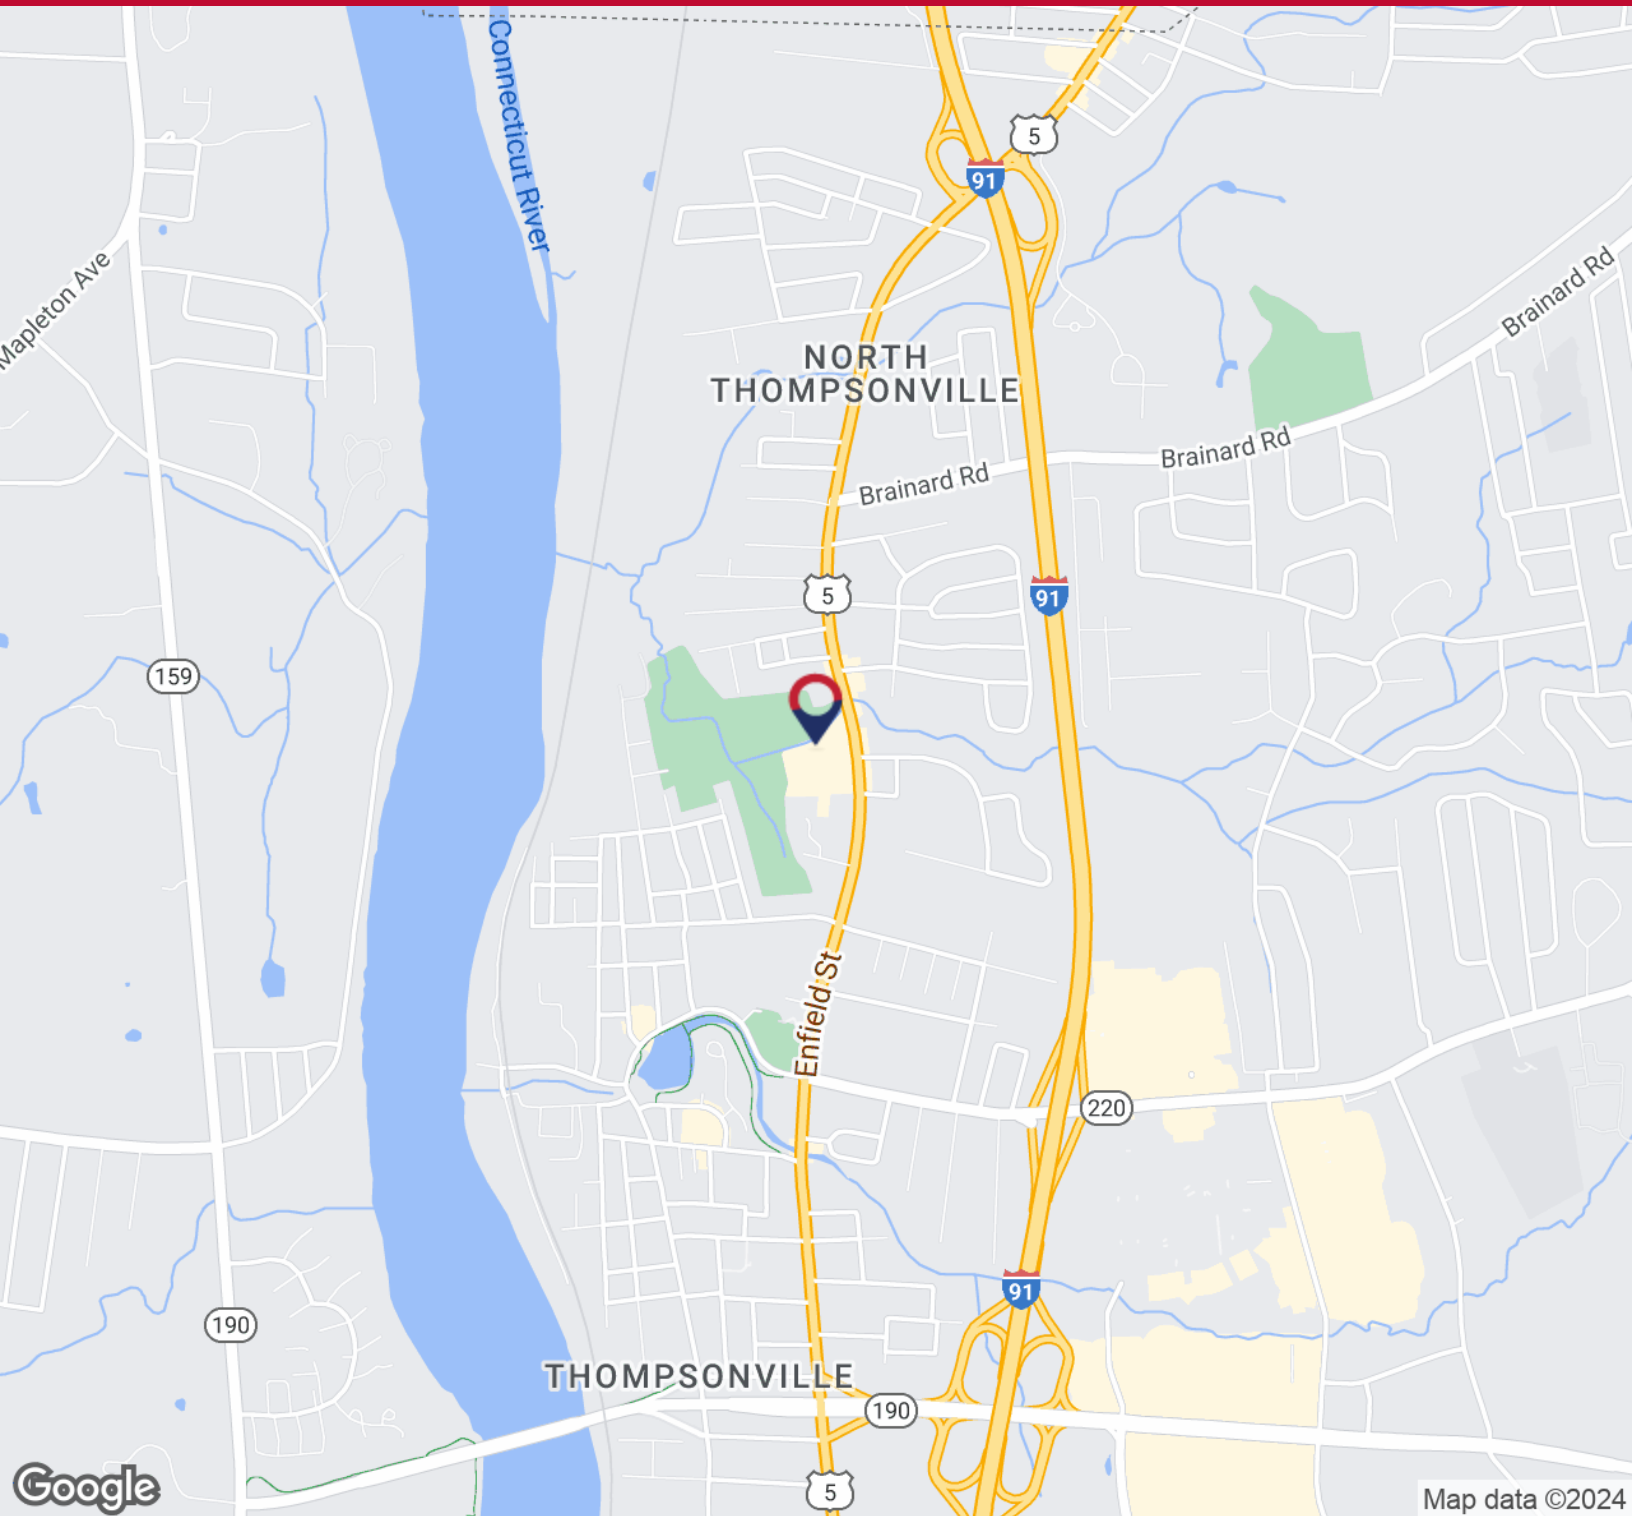 Connecticut River
5
91
Mapleton Ave
Brainard Rd
NORTH
THOMPSONVILLE
Brainard Rd
Brainard Rd
5
91
159
Enfield St
220
91
190
THOMPSONVILLE
190
5
Google
Map data ©2024